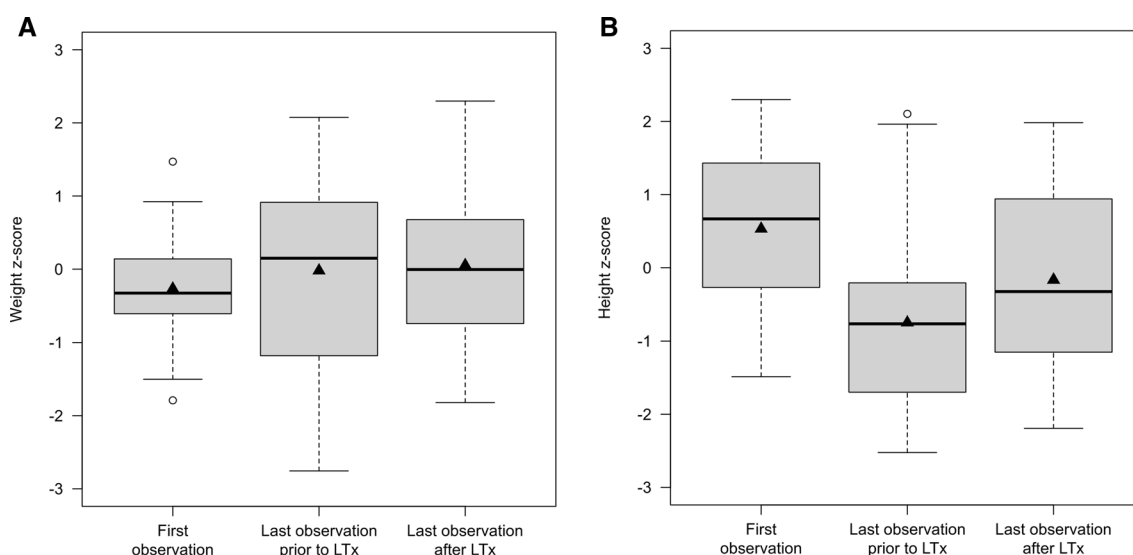 A
3
2
1
0
-1
-2
-3
Weight z-score
First
observation
Last observation
prior to LTx
Last observation
after LTx
B
3
2
1
0
-1
-2
-3
Height z-score
First
observation
Last observation
prior to LTx
Last observation
after LTx